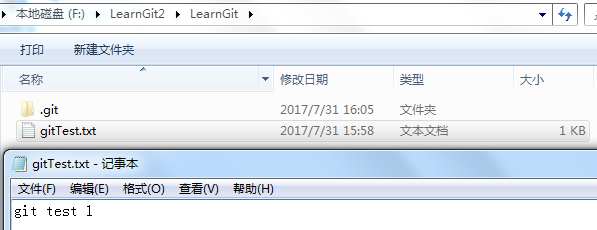 本地磁盘 (F:) ▸ LearnGit2 ▸ LearnGit ▸
打印 新建文件夹
名称 修改日期 类型 大小
.git 2017/7/31 16:05 文件夹
gitTest.txt 2017/7/31 15:58 文本文档 1 KB
gitTest.txt - 记事本
文件(F) 编辑(E) 格式(O) 查看(V) 帮助(H)
git test 1